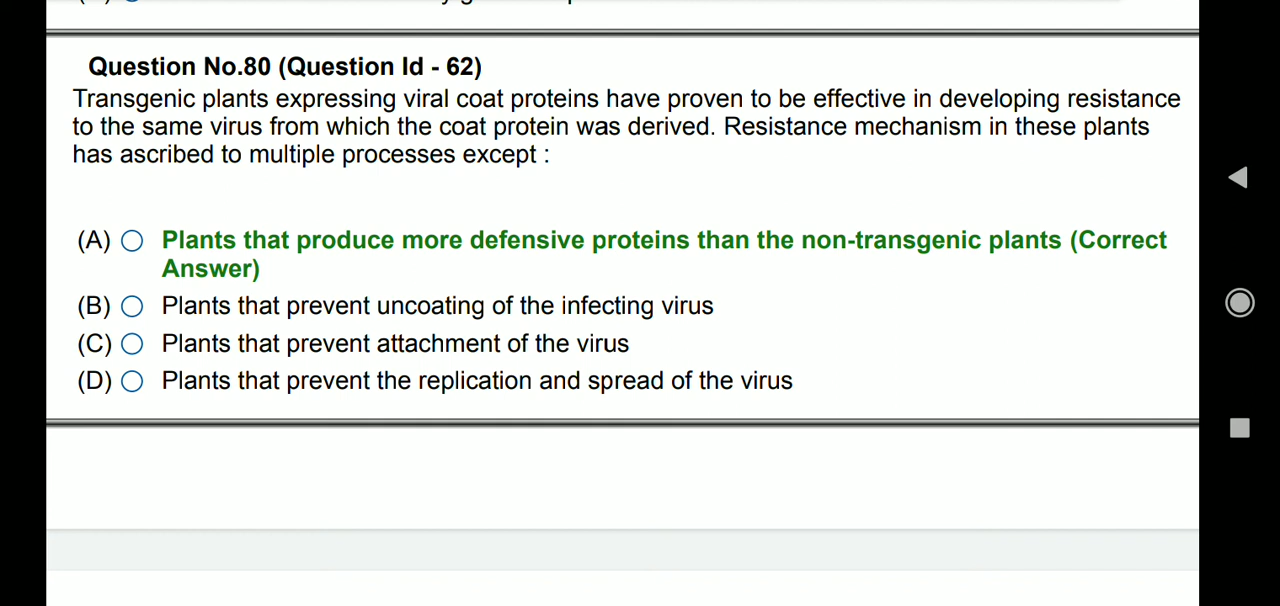 Question No.80 (Question Id - 62)
Transgenic plants expressing viral coat proteins have proven to be effective in developing resistance
to the same virus from which the coat protein was derived. Resistance mechanism in these plants
has ascribed to multiple processes except :
(A) Plants that produce more defensive proteins than the non-transgenic plants (Correct
Answer)
(B) Plants that prevent uncoating of the infecting virus
(C) Plants that prevent attachment of the virus
(D) Plants that prevent the replication and spread of the virus